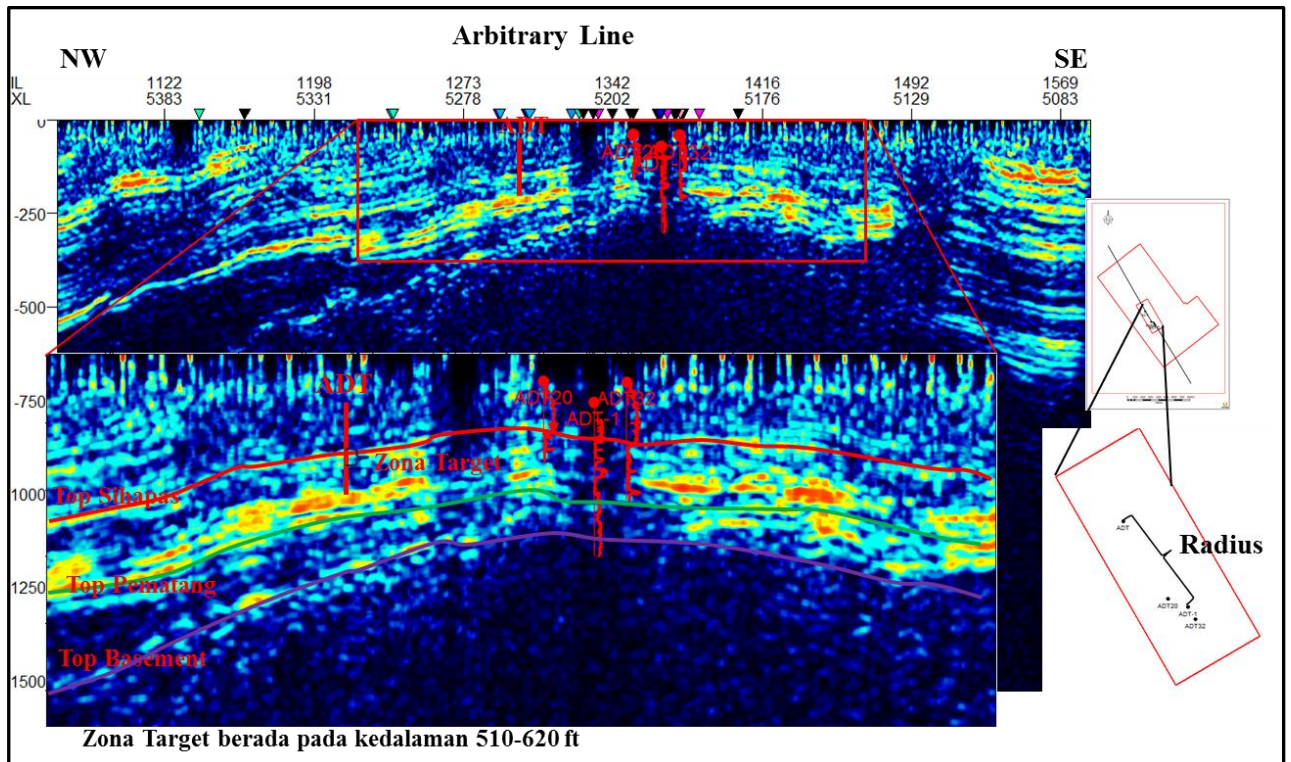 Arbitrary Line
NW
SE
IL 1122 1198 1273 1342 1416 1492 1569
XL 5383 5331 5278 5202 5176 5129 5083
0
-250
-500
-750
1000
1250
1500
ADT
ADT
ADT20
ADT-1
ADT32
Zona Target
Top Sihapas
Top Pematang
Top Basement
Zona Target berada pada kedalaman 510-620 ft
ADT
Radius
ADT20
ADT-1
ADT32